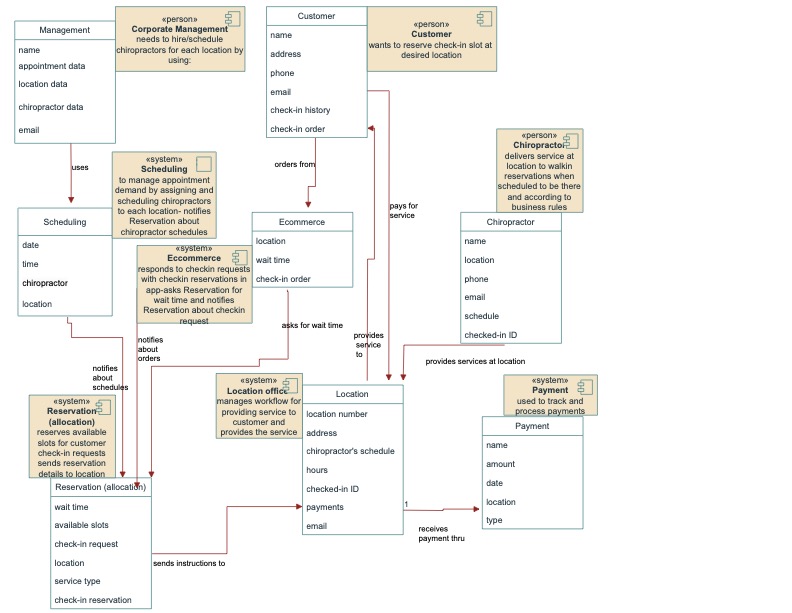 Management
name
appointment data
location data
chiropractor data
email
«person»
Corporate Management
needs to hire/schedule
chiropractors for each location by
using:
Customer
name
address
phone
email
check-in history
check-in order
«person»
Customer
wants to reserve check-in slot at
desired location
«person»
Chiropractor
delivers service at
location to walkin
reservations when
scheduled to be there
and according to
business rules
uses
orders from
pays for
service
«system»
Scheduling
to manage appointment
demand by assigning and
scheduling chiropractors
to each location- notifies
Reservation about
chiropractor schedules
Scheduling
date
time
chiropractor
location
Ecommerce
location
wait time
check-in order
Chiropractor
name
location
phone
email
schedule
checked-in ID
«system»
Eccommerce
responds to checkin requests
with checkin reservations in
app-asks Reservation for
wait time and notifies
Reservation about checkin
request
asks for wait time
notifies
about
orders
provides
service
to
provides services at location
notifies
about
schedules
«system»
Location office
manages workflow for
providing service to
customer and
provides the service
Location
location number
address
chiropractor's schedule
hours
checked-in ID
payments
email
«system»
Payment
used to track and
process payments
Payment
name
amount
date
location
type
«system»
Reservation
(allocation)
reserves available
slots for customer
check-in requests
sends reservation
details to location
Reservation (allocation)
wait time
available slots
check-in request
location
service type
check-in reservation
sends instructions to
1
receives
payment thru